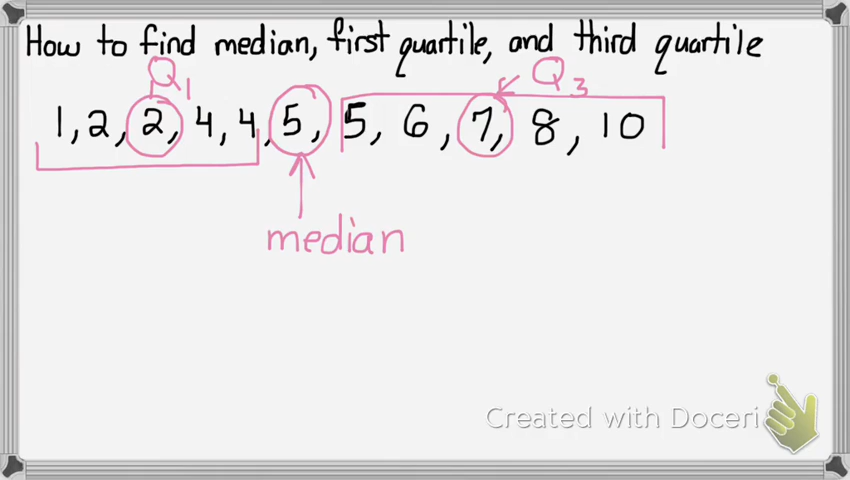 How to find median, first quartile, and third quartile
Q1 Q3
1, 2, 2, 4, 4, 5, 5, 6, 7, 8, 10
median
Created with Doceri